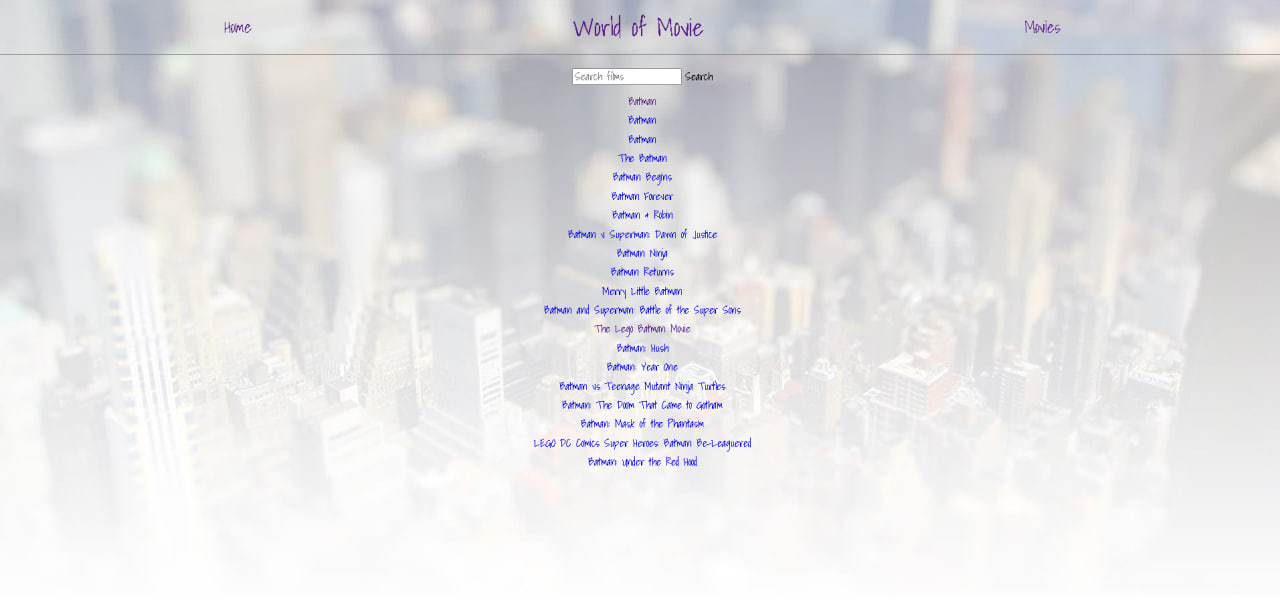 Home World of Movie Movies
Search films Search
Batman
Batman
Batman
The Batman
Batman Begins
Batman Forever
Batman & Robin
Batman v Superman: Dawn of Justice
Batman Ninja
Batman Returns
Merry Little Batman
Batman and Superman: Battle of the Super Sons
The Lego Batman Movie
Batman: Hush
Batman: Year One
Batman vs Teenage Mutant Ninja Turtles
Batman: The Doom That Came to Gotham
Batman: Mask of the Phantasm
LEGO DC Comics Super Heroes: Batman Be-Leaguered
Batman: Under the Red Hood